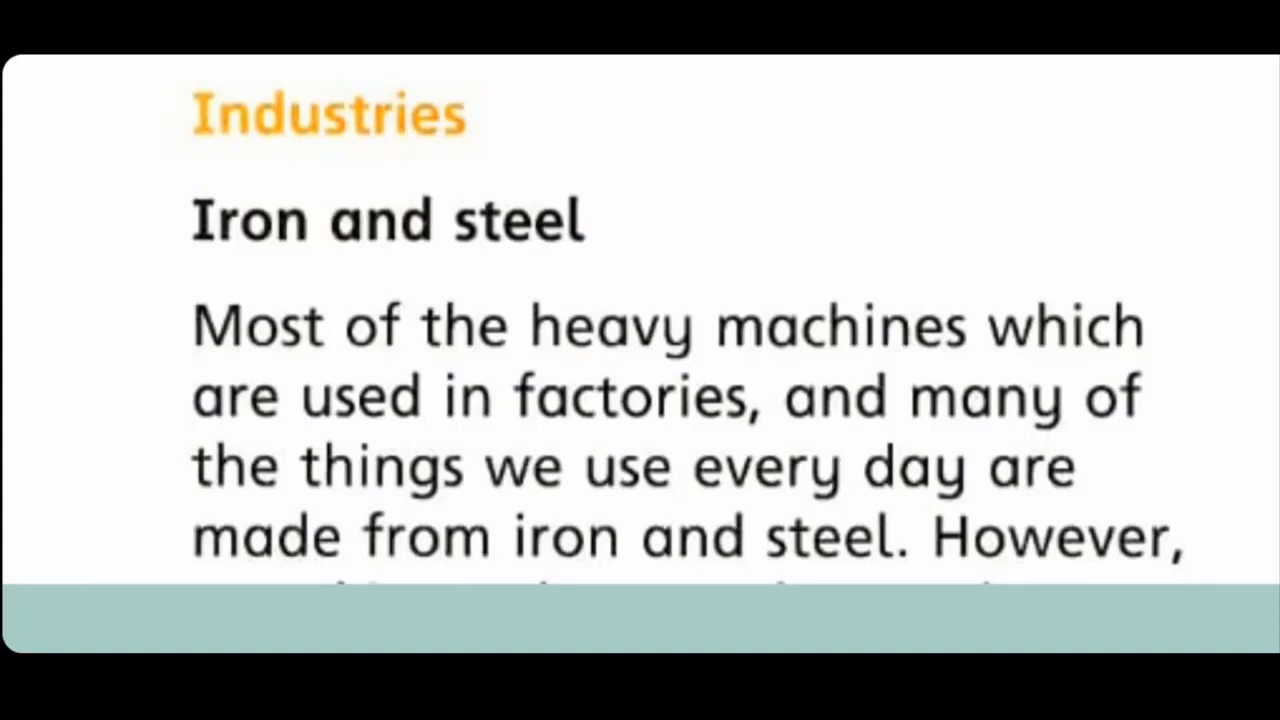 Industries
Iron and steel
Most of the heavy machines which
are used in factories, and many of
the things we use every day are
made from iron and steel. However,